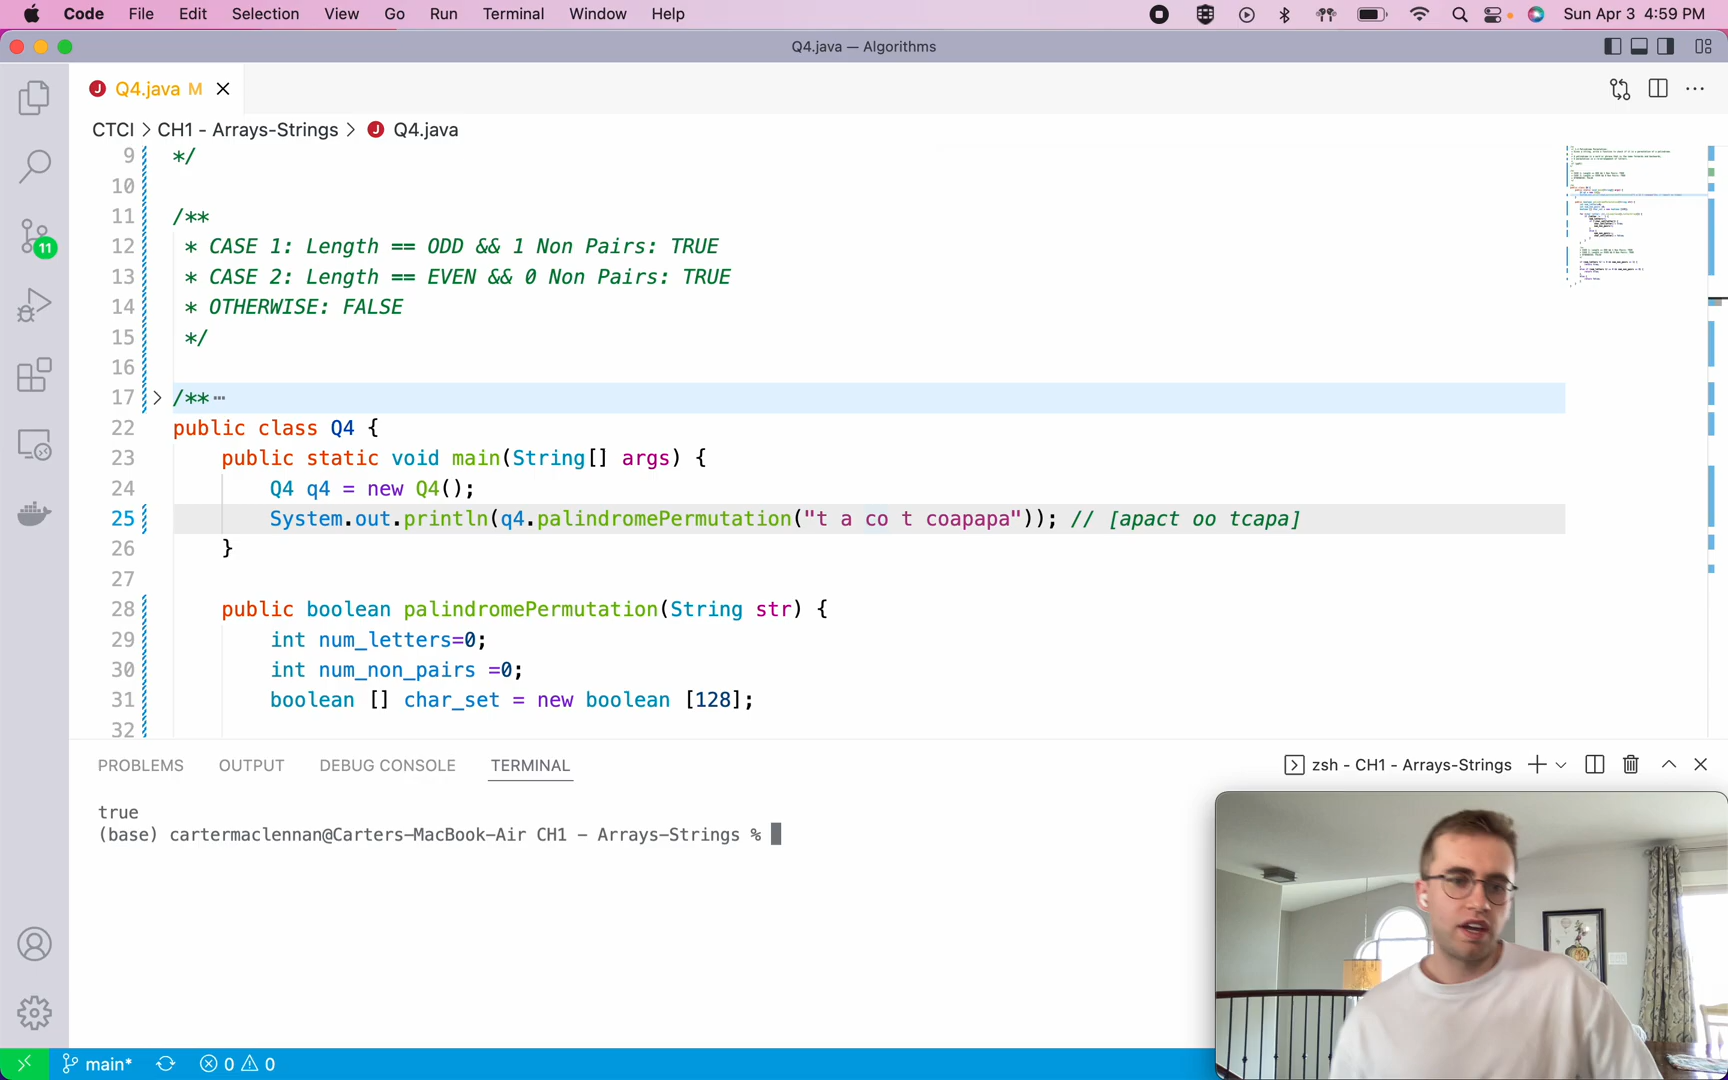 Code File Edit Selection View Go Run Terminal Window Help Sun Apr 3 4:59 PM
Q4.java — Algorithms
J Q4.java M
CTCI > CH1 - Arrays-Strings > J Q4.java
9 */
10
11 /**
12 * CASE 1: Length == ODD && 1 Non Pairs: TRUE
13 * CASE 2: Length == EVEN && 0 Non Pairs: TRUE
14 * OTHERWISE: FALSE
15 */
16
17 /** ⋯
22 public class Q4 {
23 public static void main(String[] args) {
24 Q4 q4 = new Q4();
25 System.out.println(q4.palindromePermutation("t a co t coapapa")); // [apact oo tcapa]
26 }
27
28 public boolean palindromePermutation(String str) {
29 int num_letters=0;
30 int num_non_pairs =0;
31 boolean [] char_set = new boolean [128];
32
11
PROBLEMS OUTPUT DEBUG CONSOLE TERMINAL zsh - CH1 - Arrays-Strings
true
(base) cartermaclennan@Carters-MacBook-Air CH1 - Arrays-Strings %
main* 0 0